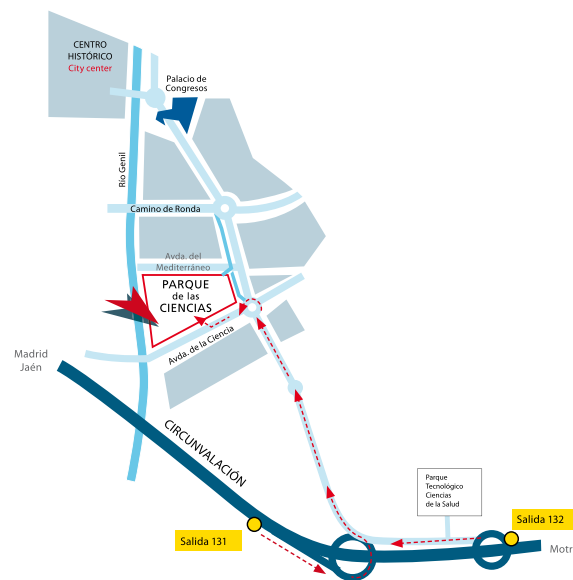 CENTRO
HISTÓRICO
City center
Palacio de
Congresos
Río Genil
Camino de Ronda
Avda. del
Mediterráneo
PARQUE
de las
CIENCIAS
Avda. de la Ciencia
Madrid
Jaén
CIRCUNVALACIÓN
Parque
Tecnológico
Ciencias
de la Salud
Salida 132
Salida 131
Motr